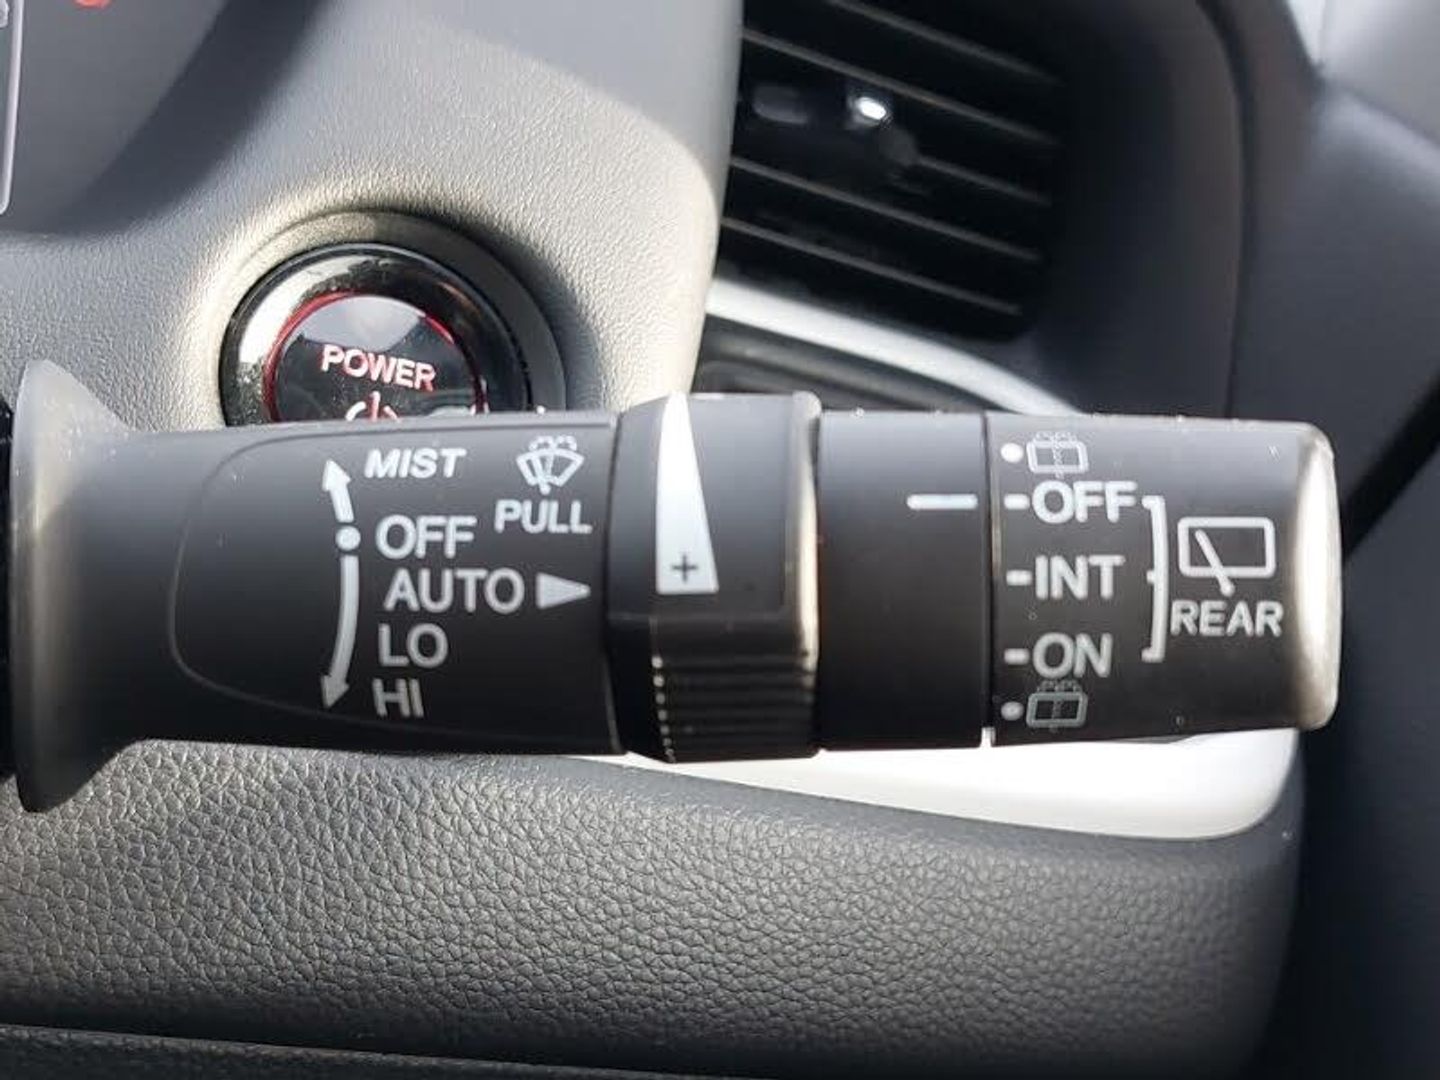 POWER
MIST
PULL
OFF
AUTO
LO
HI
+
OFF
INT
ON
REAR